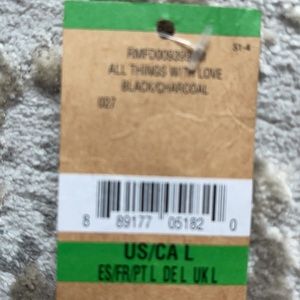 51-4
ALL THINGS WITH LOVE
BLACK/CHARCOAL
027
8 89177 05182 0
US/CA L
ES/FR/PT L DE L UK L